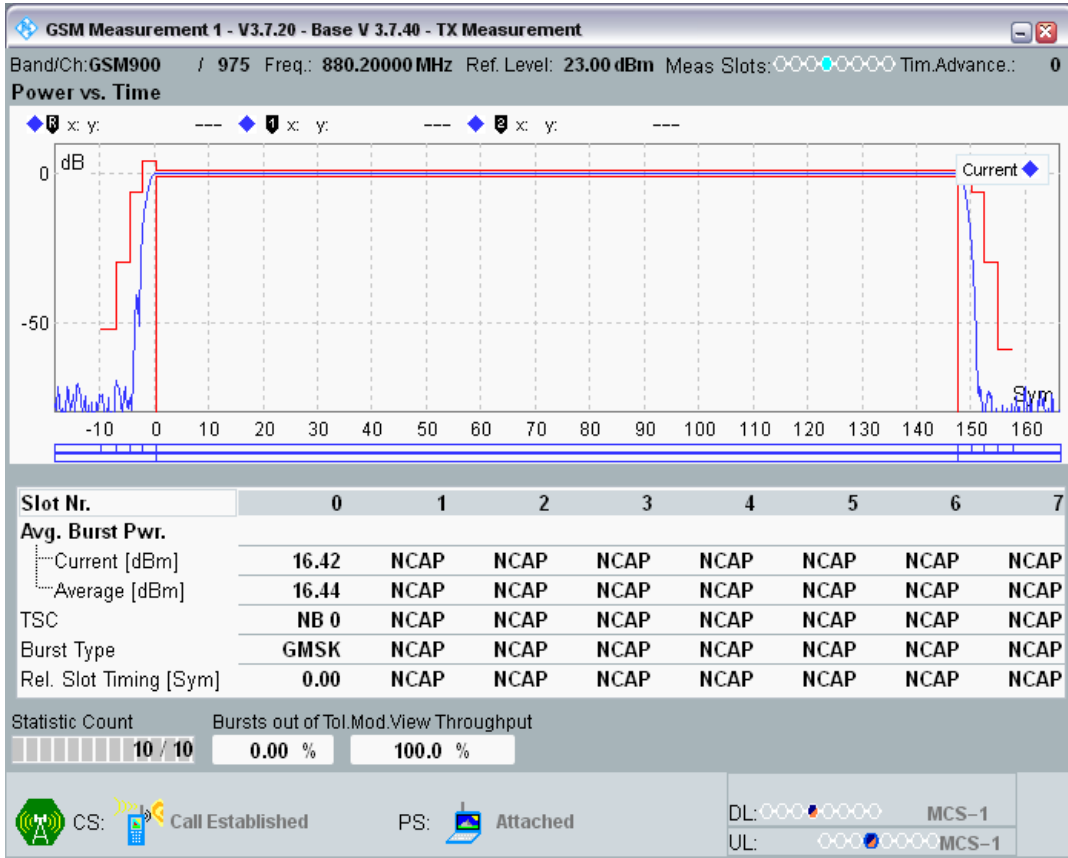 GSM Measurement 1 - V3.7.20 - Base V 3.7.40 - TX Measurement
Band/Ch:GSM900 / 975 Freq.: 880.20000 MHz Ref. Level: 23.00 dBm Meas Slots: Tim.Advance.: 0
Power vs. Time
R x: y: --- 1 x: y: --- 2 x: y: ---
dB
Current
0
-50
Sym
-10 0 10 20 30 40 50 60 70 80 90 100 110 120 130 140 150 160
Slot Nr. 0 1 2 3 4 5 6 7
Avg. Burst Pwr.
Current [dBm] 16.42 NCAP NCAP NCAP NCAP NCAP NCAP NCAP
Average [dBm] 16.44 NCAP NCAP NCAP NCAP NCAP NCAP NCAP
TSC NB 0 NCAP NCAP NCAP NCAP NCAP NCAP NCAP
Burst Type GMSK NCAP NCAP NCAP NCAP NCAP NCAP NCAP
Rel. Slot Timing [Sym] 0.00 NCAP NCAP NCAP NCAP NCAP NCAP NCAP
Statistic Count Bursts out of Tol.Mod.View Throughput
10 / 10 0.00 % 100.0 %
CS: Call Established PS: Attached
DL: MCS-1
UL: MCS-1